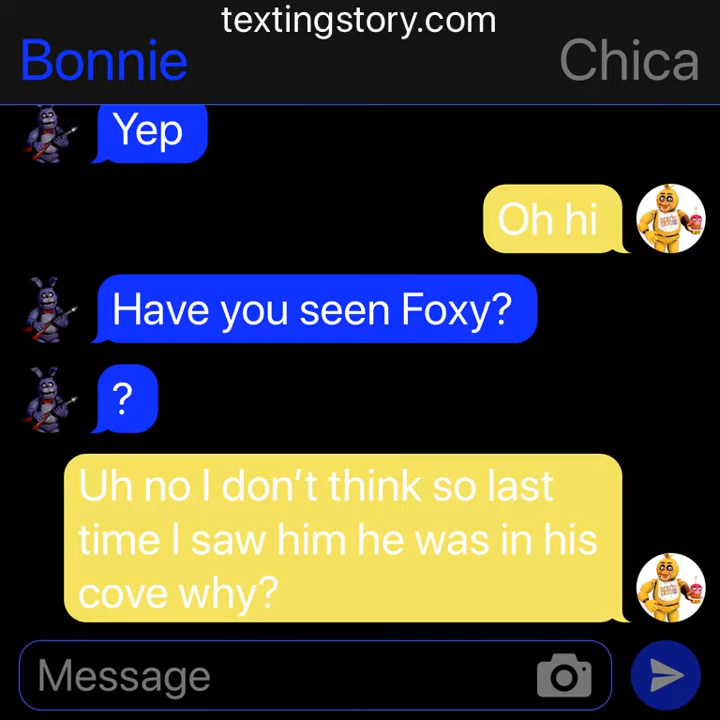 textingstory.com
Bonnie
Chica
Yep
Oh hi
Have you seen Foxy?
?
Uh no I don’t think so last
time I saw him he was in his
cove why?
Message